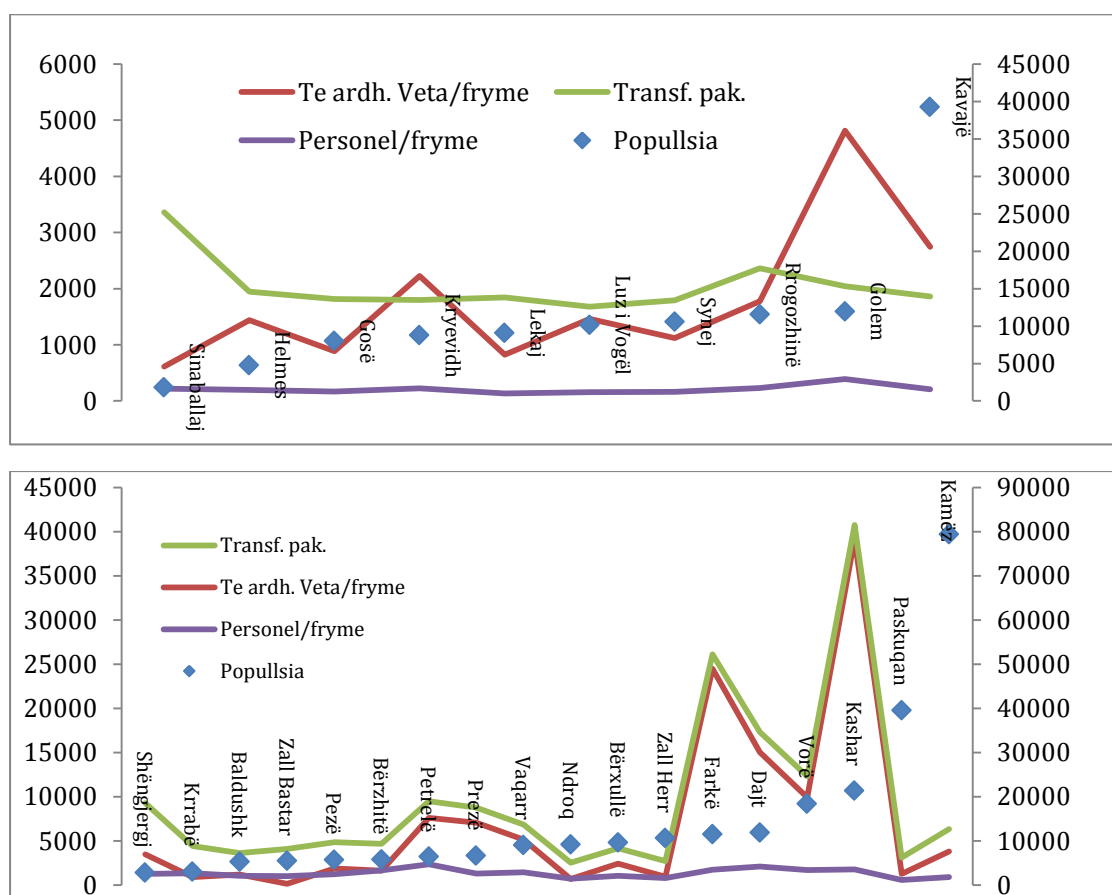 6000 45000
Te ardh. Veta/fryme Transf. pak. Kavajë
5000 40000
Personel/fryme Popullsia 35000
4000 30000
3000 25000
20000
2000 15000
1000 10000
5000
0 0
Sinaballaj
Helmes
Gosë
Kryevidh
Lekaj
Luz i Vogël
Synej
Rrogozhinë
Golem
45000 90000
40000 80000
35000 70000
30000 60000
25000 50000
20000 40000
15000 30000
10000 20000
5000 10000
0 0
Transf. pak.
Te ardh. Veta/fryme
Personel/fryme
Popullsia
Shëngjergj
Krrabë
Baldushk
Zall Bastar
Pezë
Bërzhitë
Petrelë
Prezë
Vaqarr
Ndroq
Bërxullë
Zall Herr
Farkë
Dajt
Vorë
Kashar
Paskuqan
Kamëz